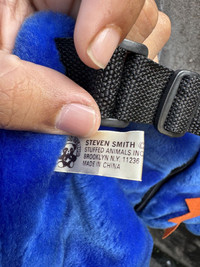 STEVEN SMITH
STUFFED ANIMALS INC
BROOKLYN N.Y. 11236
MADE IN CHINA